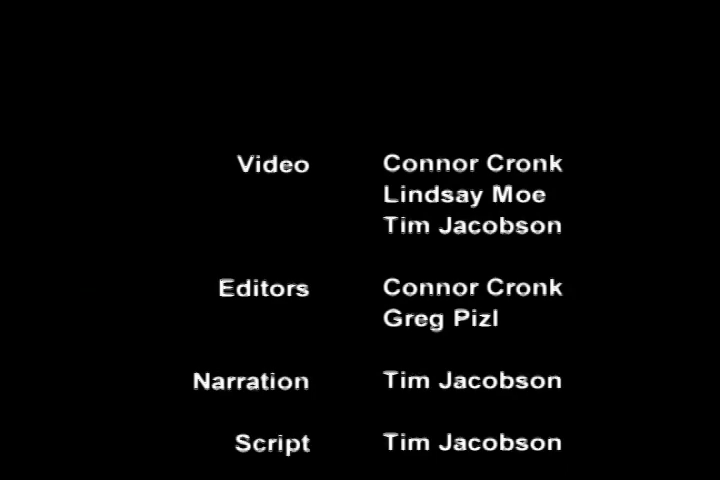 Video Connor Cronk
Lindsay Moe
Tim Jacobson
Editors Connor Cronk
Greg Pizl
Narration Tim Jacobson
Script Tim Jacobson